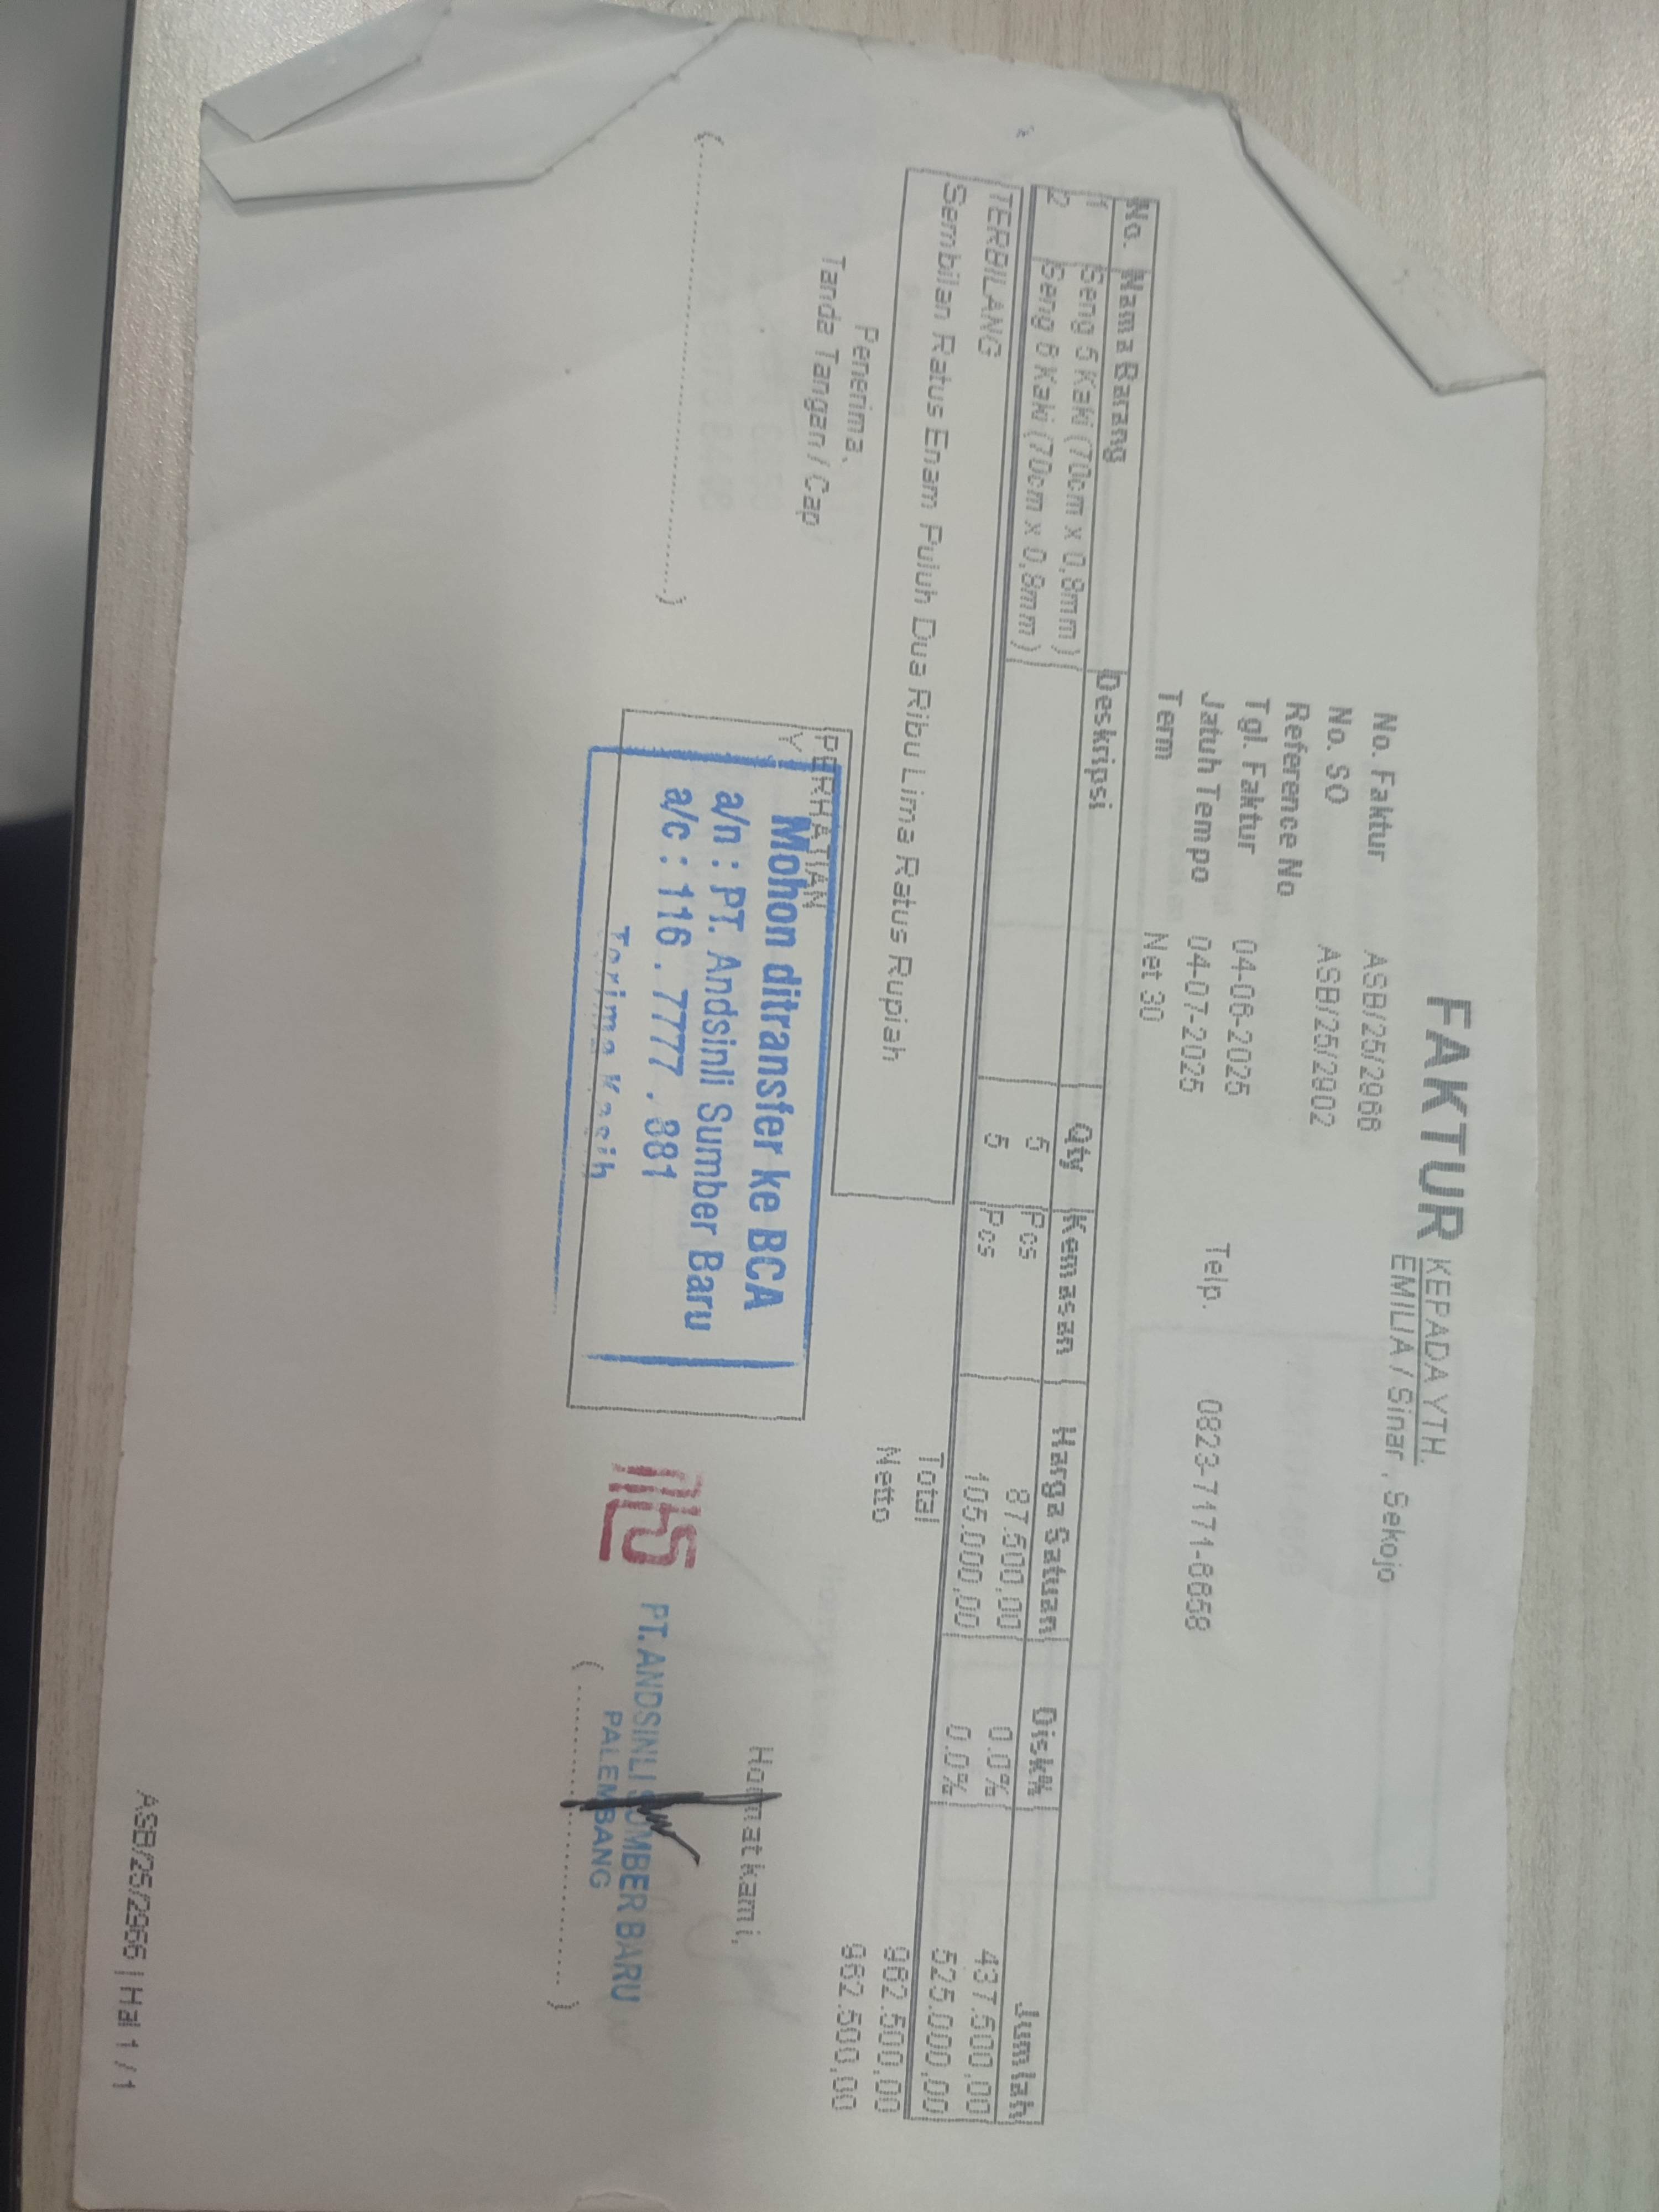 FAKTUR
KEPADA YTH.
EMILIA / Sinar , Sekojo
No. Faktur ASB/25/2966
No. SO ASB/25/2902
Reference No
Tgl. Faktur 04-06-2025
Jatuh Tempo 04-07-2025
Term Net 30
Telp. 0823-7171-8658
No. Nama Barang Deskripsi Qty Kemasan Harga Satuan Disk% Jumlah
1 Seng 5 Kaki (70cm x 0,8mm) 5 Pcs 87.500,00 0.0% 437.500,00
2 Seng 6 Kaki (70cm x 0,8mm) 5 Pcs 105.000,00 0.0% 525.000,00
TERBILANG
Sembilan Ratus Enam Puluh Dua Ribu Lima Ratus Rupiah
Total 962.500,00
Netto 962.500,00
Penerima,
Tanda Tangan / Cap
PERHATIAN
Mohon ditransfer ke BCA
a/n : PT. Andsinli Sumber Baru
a/c : 116 . 7777 . 881
Terima Kasih
Hormat kami,
PT. ANDSINLI SUMBER BARU
PALEMBANG
ASB/25/2966 | Hal 1 / 1